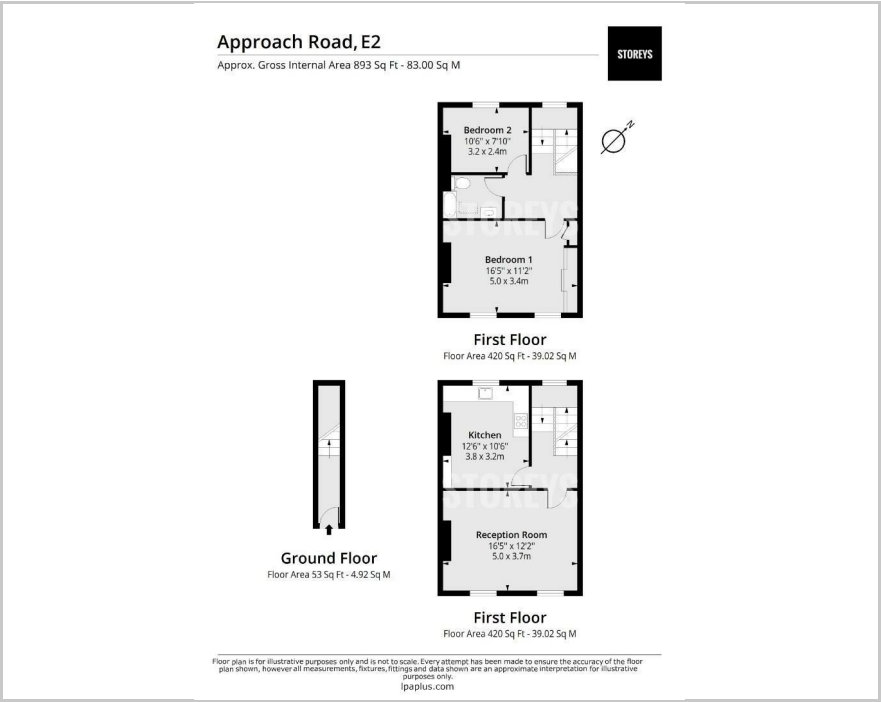 Approach Road, E2
Approx. Gross Internal Area 893 Sq Ft - 83.00 Sq M
STOREYS
N
Bedroom 2
10'6" x 7'10"
3.2 x 2.4m
STOREYS
Bedroom 1
16'5" x 11'2"
5.0 x 3.4m
First Floor
Floor Area 420 Sq Ft - 39.02 Sq M
Kitchen
12'6" x 10'6"
3.8 x 3.2m
STOREYS
Reception Room
16'5" x 12'2"
5.0 x 3.7m
Ground Floor
Floor Area 53 Sq Ft - 4.92 Sq M
First Floor
Floor Area 420 Sq Ft - 39.02 Sq M
Floor plan is for illustrative purposes only and is not to scale. Every attempt has been made to ensure the accuracy of the floor
plan shown, however all measurements, fixtures, fittings and data shown are an approximate interpretation for illustrative
purposes only.
lpaplus.com